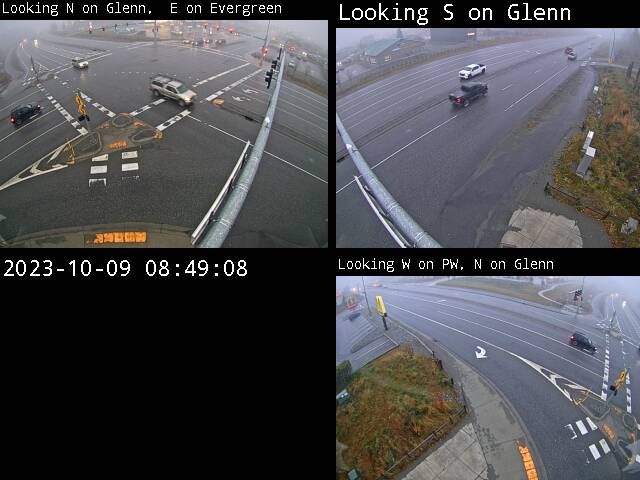 Looking N on Glenn, E on Evergreen
Looking S on Glenn
2023-10-09 08:49:08
Looking W on PW, N on Glenn